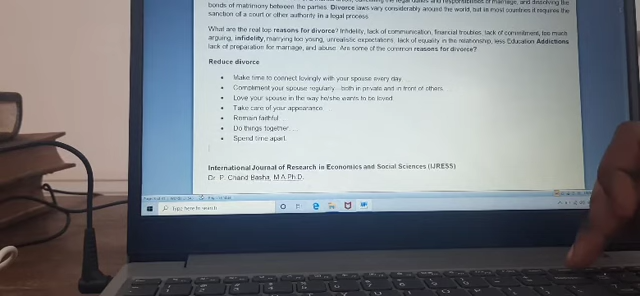 bonds of matrimony between the parties. Divorce laws vary considerably around the world, but in most countries it requires the
sanction of a court or other authority in a legal process
What are the real top reasons for divorce? Infidelity, lack of communication, financial troubles, lack of commitment, too much
arguing, infidelity, marrying too young, unrealistic expectations, lack of equality in the relationship, less Education Addictions
lack of preparation for marriage, and abuse. Are some of the common reasons for divorce?
Reduce divorce
• Make time to connect lovingly with your spouse every day
• Compliment your spouse regularly - both in private and in front of others.
• Love your spouse in the way he/she wants to be loved
• Take care of your appearance
• Remain faithful
• Do things together
• Spend time apart.
International Journal of Research in Economics and Social Sciences (IJRESS)
Dr. P. Chand Basha, M.A.Ph.D.
Type here to search